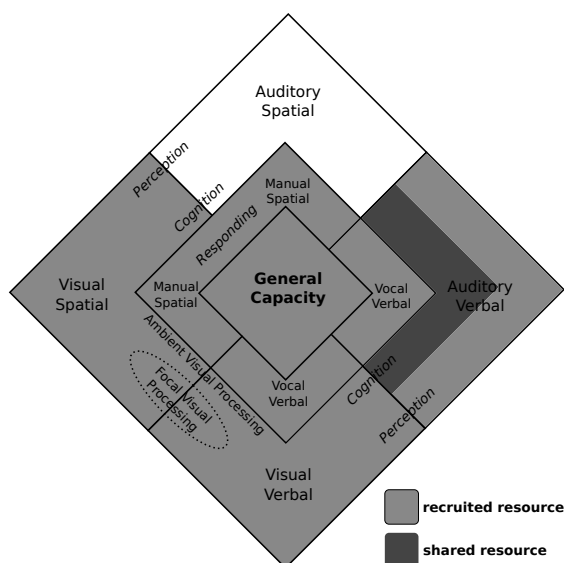 Auditory
Spatial
Perception
Cognition
Manual
Spatial
Responding
General
Capacity
Visual
Spatial
Manual
Spatial
Vocal
Verbal
Auditory
Verbal
Ambient Visual Processing
Focal Visual
Processing
Vocal
Verbal
Cognition
Perception
Visual
Verbal
recruited resource
shared resource